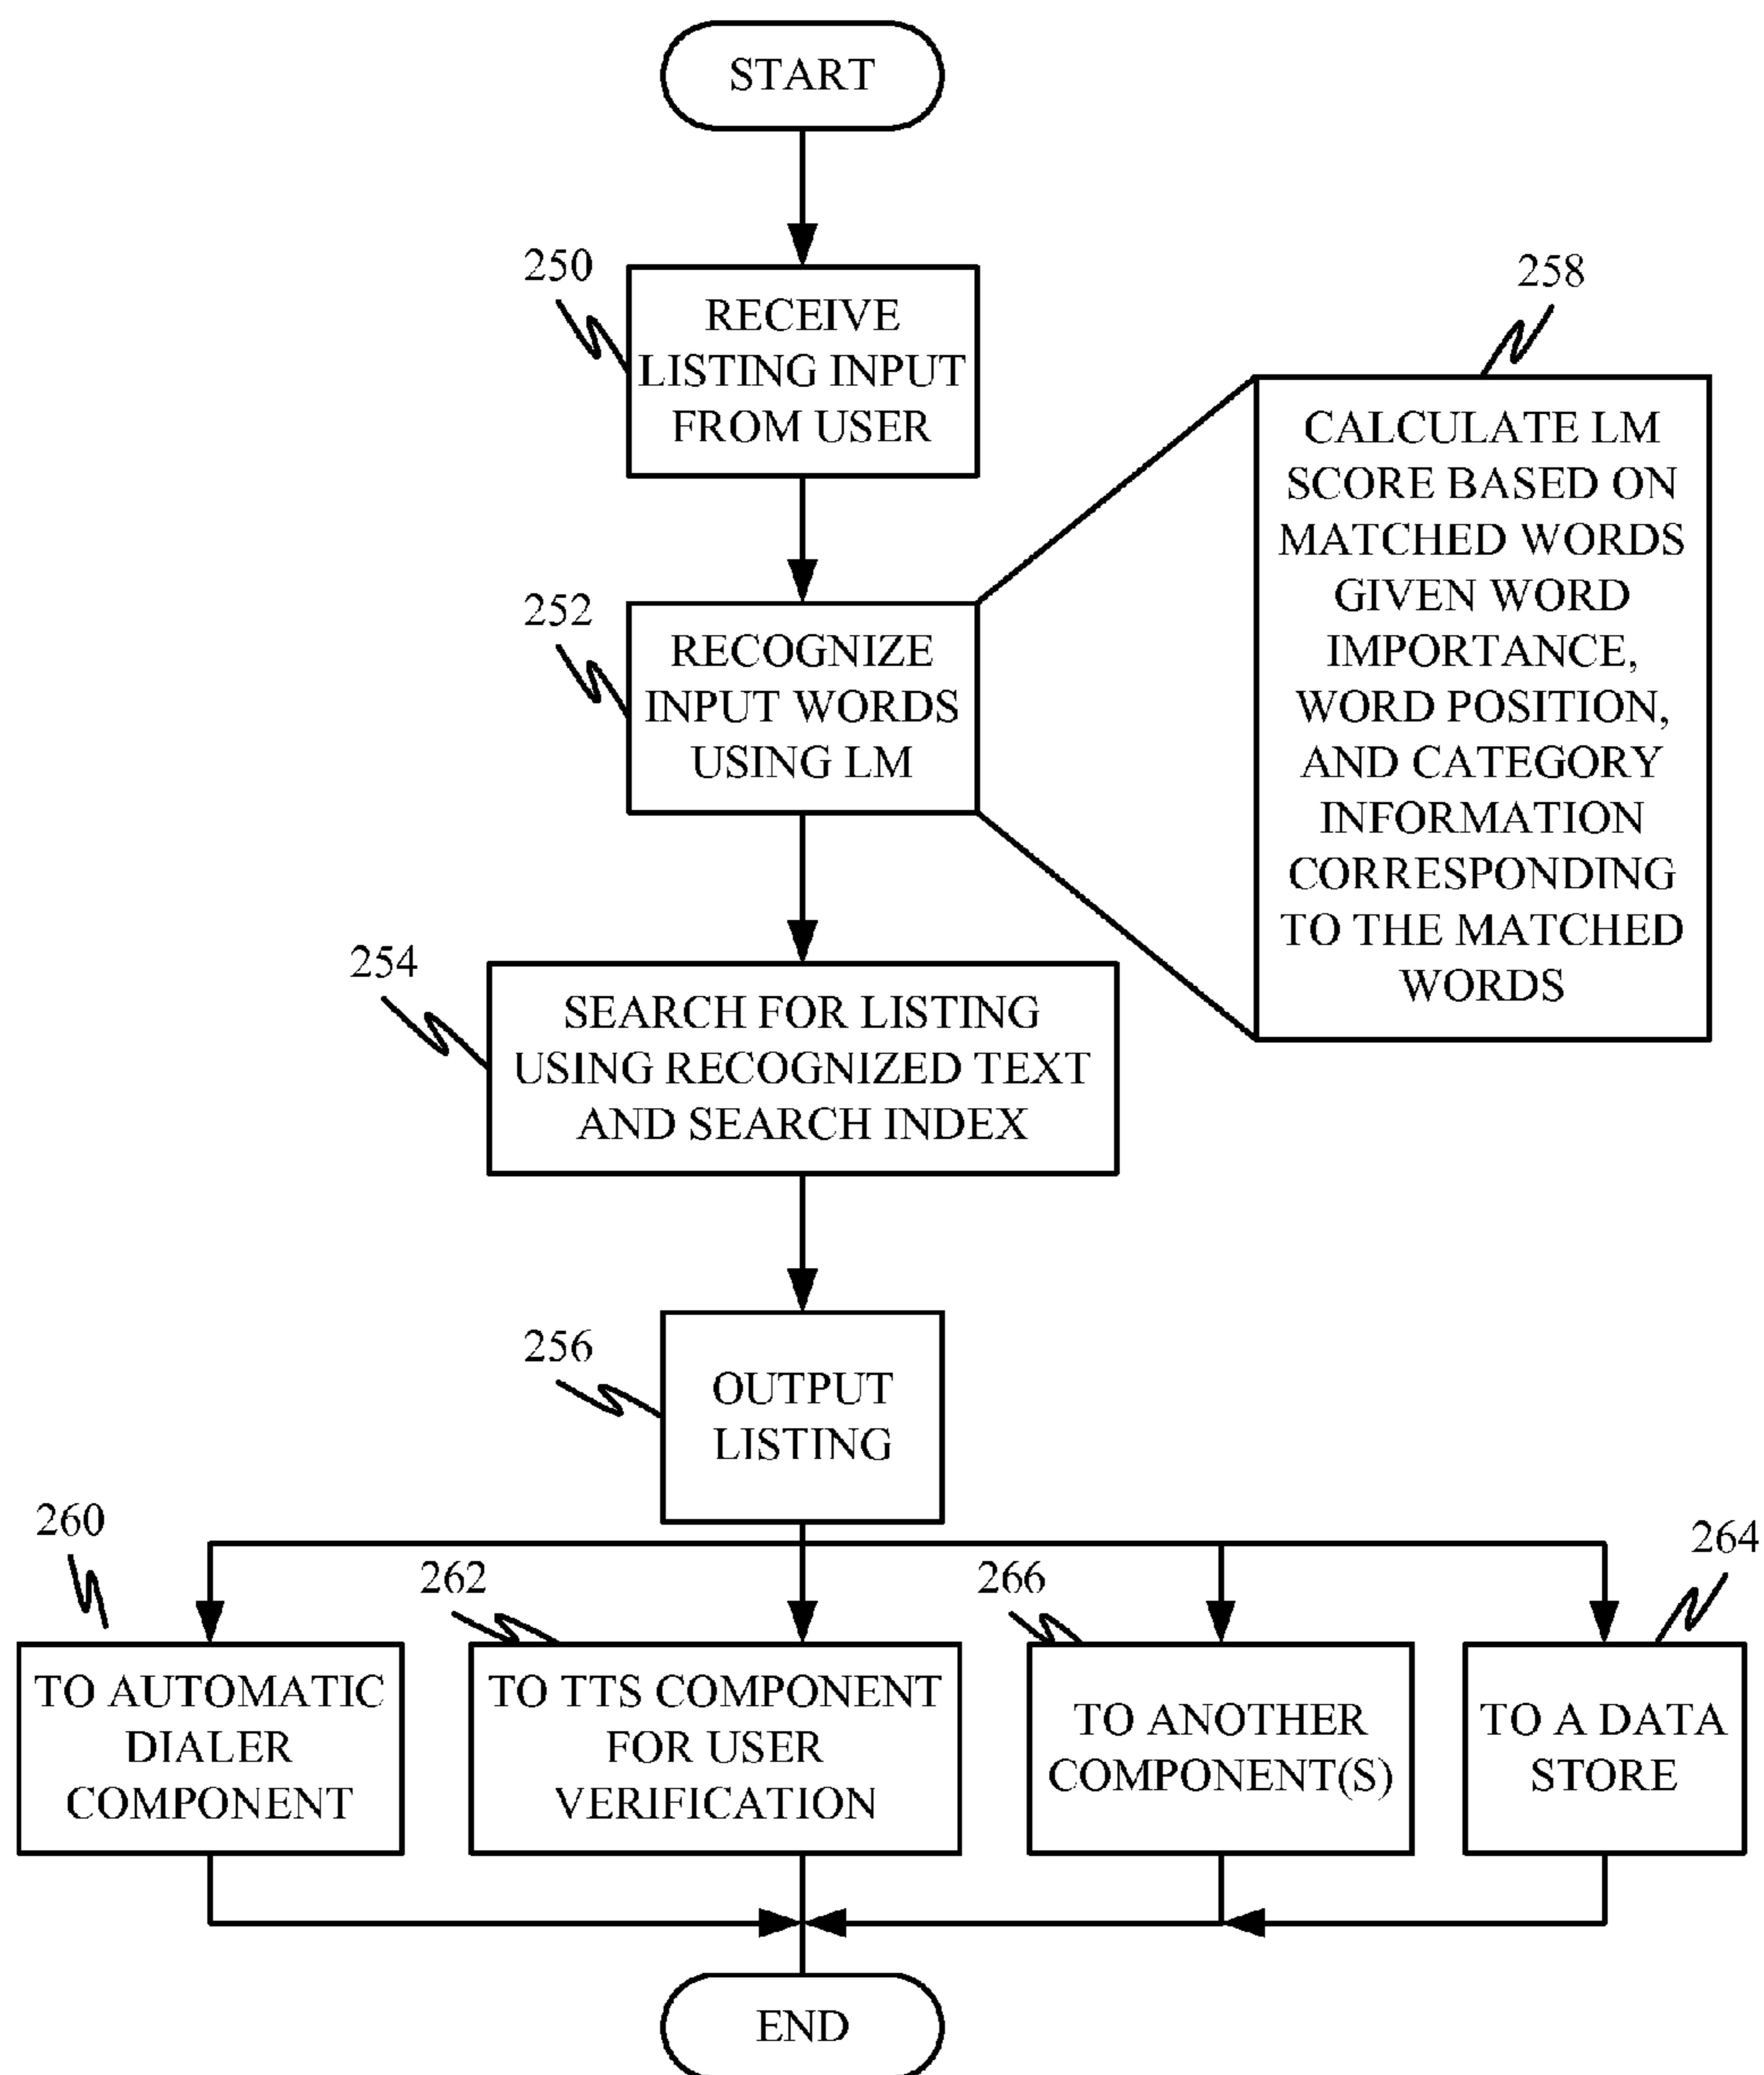 START
250
RECEIVE
LISTING INPUT
FROM USER
258
CALCULATE LM
SCORE BASED ON
MATCHED WORDS
GIVEN WORD
IMPORTANCE,
WORD POSITION,
AND CATEGORY
INFORMATION
CORRESPONDING
TO THE MATCHED
WORDS
252
RECOGNIZE
INPUT WORDS
USING LM
254
SEARCH FOR LISTING
USING RECOGNIZED TEXT
AND SEARCH INDEX
256
OUTPUT
LISTING
260
TO AUTOMATIC
DIALER
COMPONENT
262
TO TTS COMPONENT
FOR USER
VERIFICATION
266
TO ANOTHER
COMPONENT(S)
264
TO A DATA
STORE
END